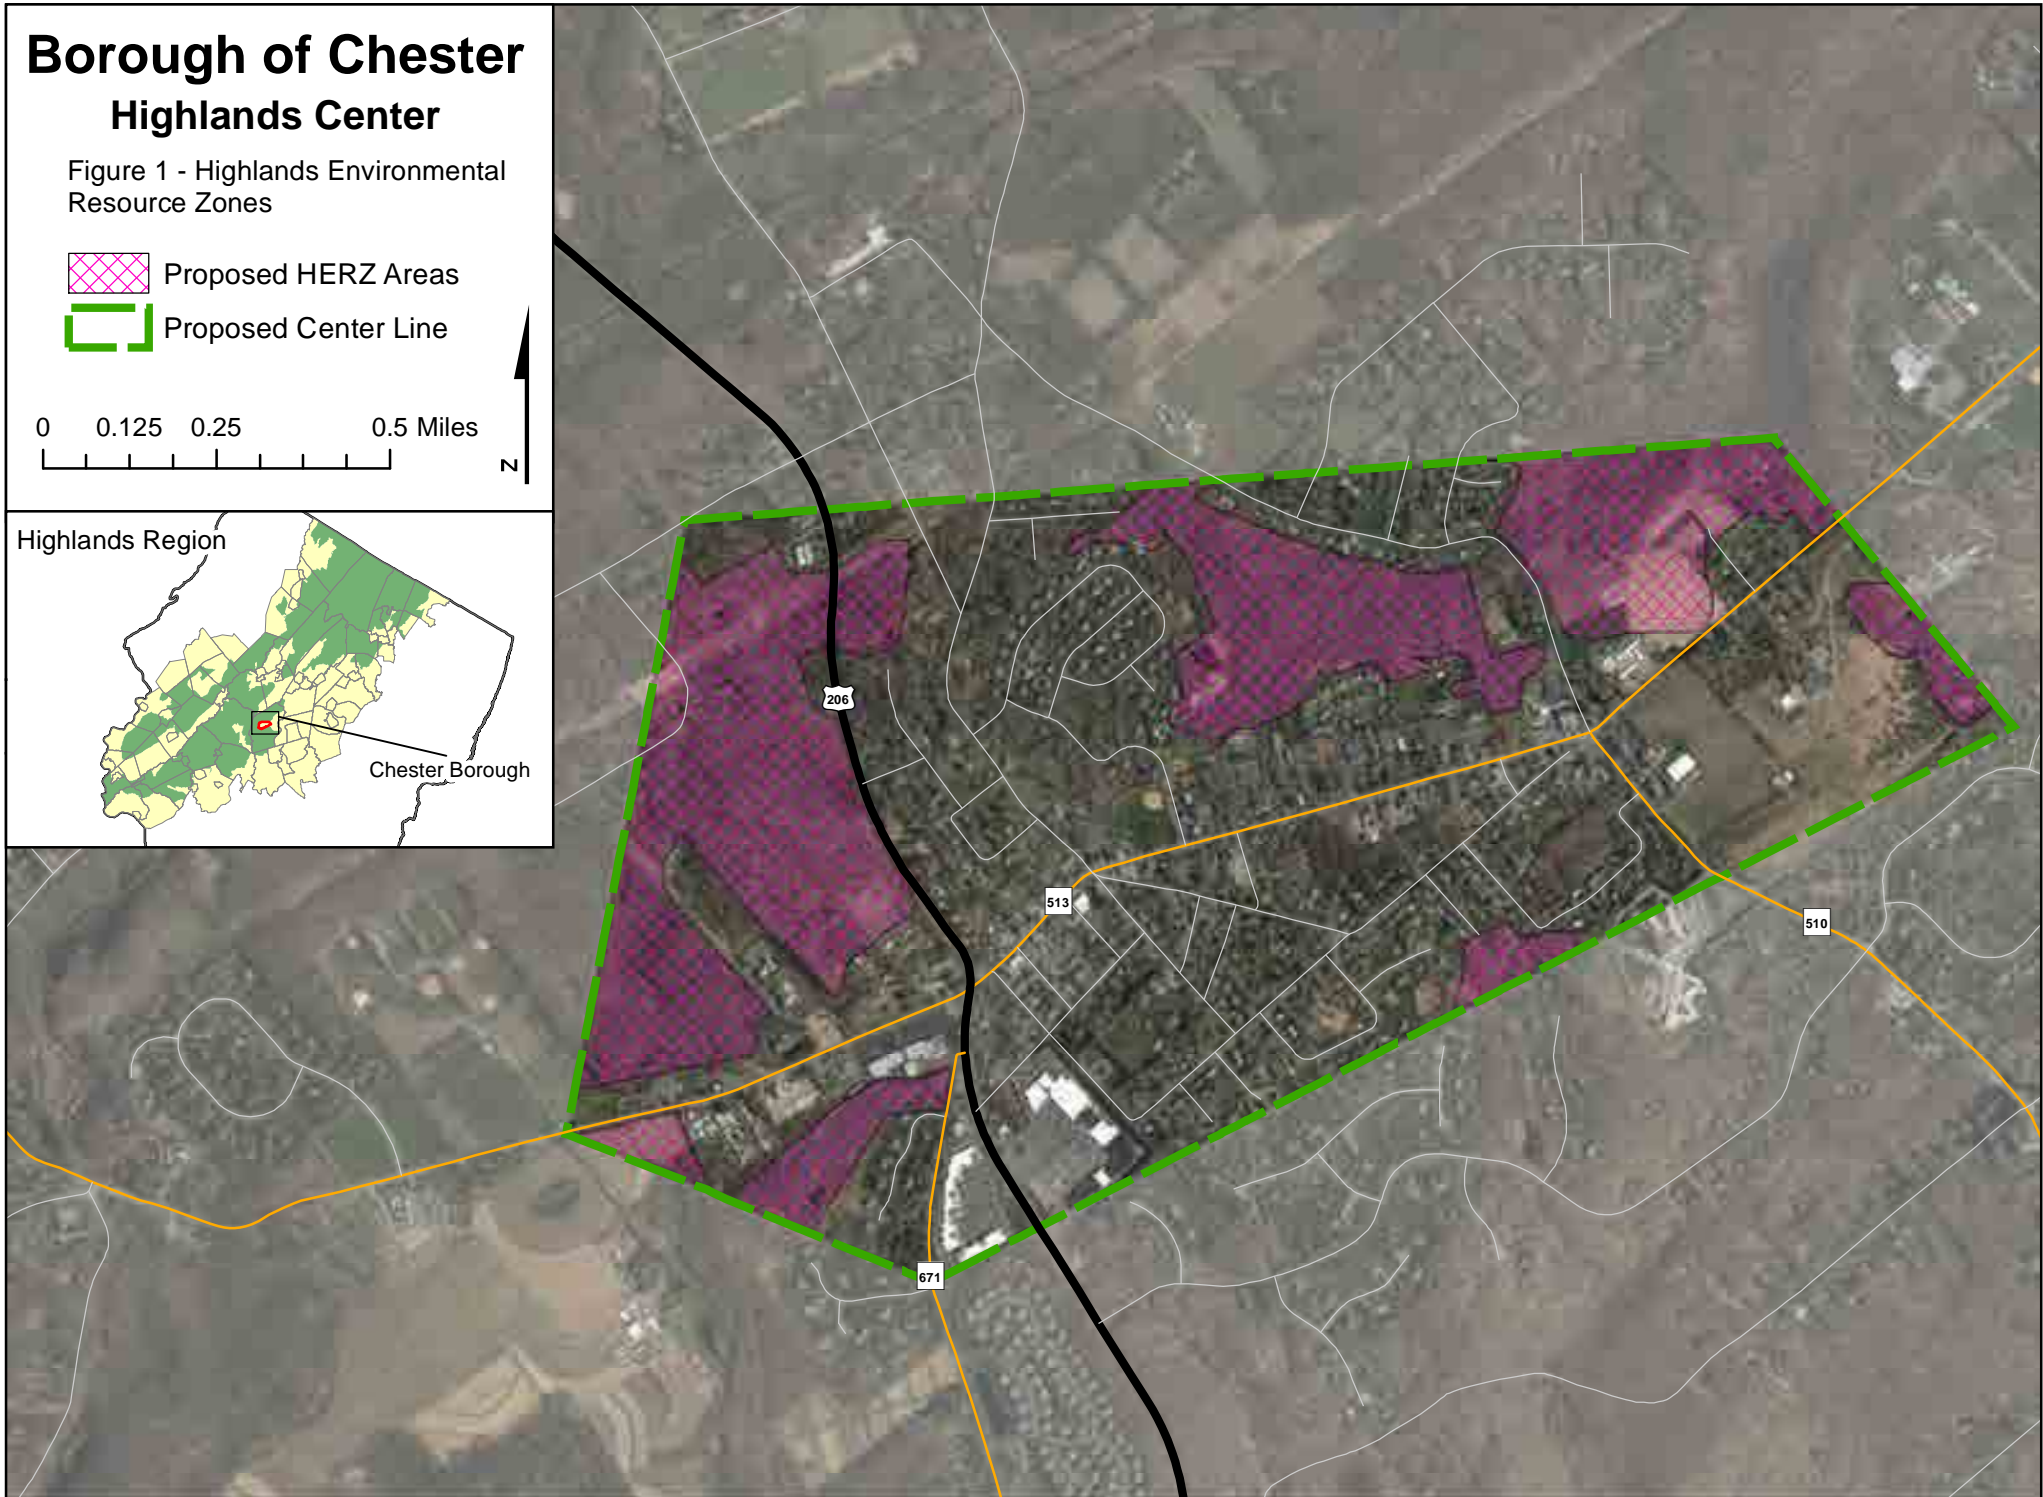 Borough of Chester
Highlands Center
Figure 1 - Highlands Environmental
Resource Zones
Proposed HERZ Areas
Proposed Center Line
0 0.125 0.25 0.5 Miles
N
Highlands Region
Chester Borough
206
513
510
671